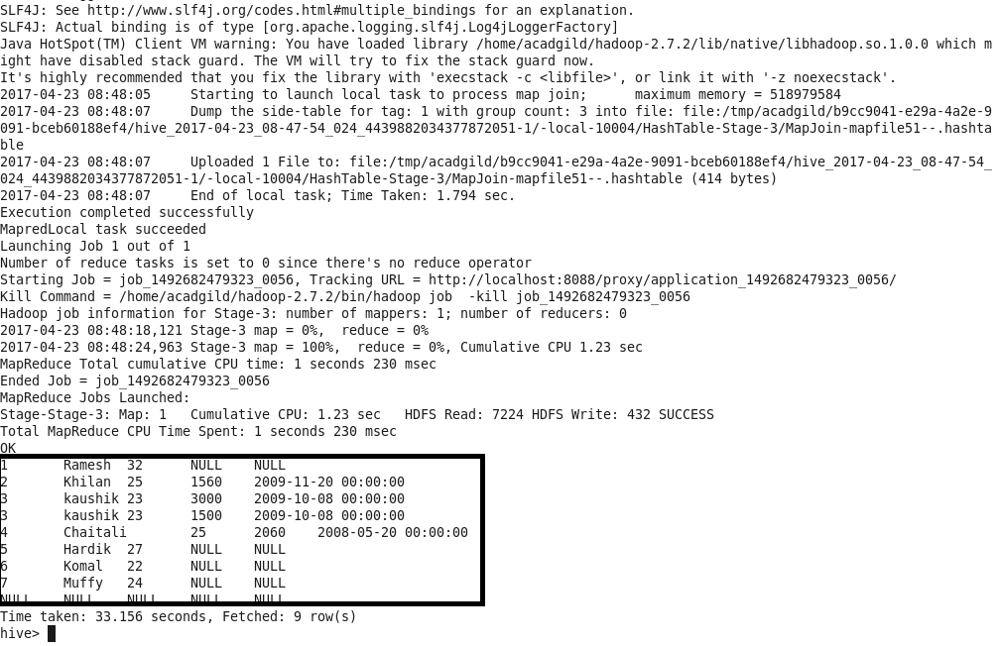 SLF4J: See http://www.slf4j.org/codes.html#multiple_bindings for an explanation.
SLF4J: Actual binding is of type [org.apache.logging.slf4j.Log4jLoggerFactory]
Java HotSpot(TM) Client VM warning: You have loaded library /home/acadgild/hadoop-2.7.2/lib/native/libhadoop.so.1.0.0 which m
ight have disabled stack guard. The VM will try to fix the stack guard now.
It's highly recommended that you fix the library with 'execstack -c <libfile>', or link it with '-z noexecstack'.
2017-04-23 08:48:05     Starting to launch local task to process map join;      maximum memory = 518979584
2017-04-23 08:48:07     Dump the side-table for tag: 1 with group count: 3 into file: file:/tmp/acadgild/b9cc9041-e29a-4a2e-9
091-bceb60188ef4/hive_2017-04-23_08-47-54_024_4439882034377872051-1/-local-10004/HashTable-Stage-3/MapJoin-mapfile51--.hashta
ble
2017-04-23 08:48:07     Uploaded 1 File to: file:/tmp/acadgild/b9cc9041-e29a-4a2e-9091-bceb60188ef4/hive_2017-04-23_08-47-54_
024_4439882034377872051-1/-local-10004/HashTable-Stage-3/MapJoin-mapfile51--.hashtable (414 bytes)
2017-04-23 08:48:07     End of local task; Time Taken: 1.794 sec.
Execution completed successfully
MapredLocal task succeeded
Launching Job 1 out of 1
Number of reduce tasks is set to 0 since there's no reduce operator
Starting Job = job_1492682479323_0056, Tracking URL = http://localhost:8088/proxy/application_1492682479323_0056/
Kill Command = /home/acadgild/hadoop-2.7.2/bin/hadoop job  -kill job_1492682479323_0056
Hadoop job information for Stage-3: number of mappers: 1; number of reducers: 0
2017-04-23 08:48:18,121 Stage-3 map = 0%,  reduce = 0%
2017-04-23 08:48:24,963 Stage-3 map = 100%,  reduce = 0%, Cumulative CPU 1.23 sec
MapReduce Total cumulative CPU time: 1 seconds 230 msec
Ended Job = job_1492682479323_0056
MapReduce Jobs Launched:
Stage-Stage-3: Map: 1   Cumulative CPU: 1.23 sec   HDFS Read: 7224 HDFS Write: 432 SUCCESS
Total MapReduce CPU Time Spent: 1 seconds 230 msec
OK
1       Ramesh  32      NULL    NULL
2       Khilan  25      1560    2009-11-20 00:00:00
3       kaushik 23      3000    2009-10-08 00:00:00
3       kaushik 23      1500    2009-10-08 00:00:00
4       Chaitali        25      2060    2008-05-20 00:00:00
5       Hardik  27      NULL    NULL
6       Komal   22      NULL    NULL
7       Muffy   24      NULL    NULL
NULL    NULL    NULL    NULL    NULL
Time taken: 33.156 seconds, Fetched: 9 row(s)
hive>